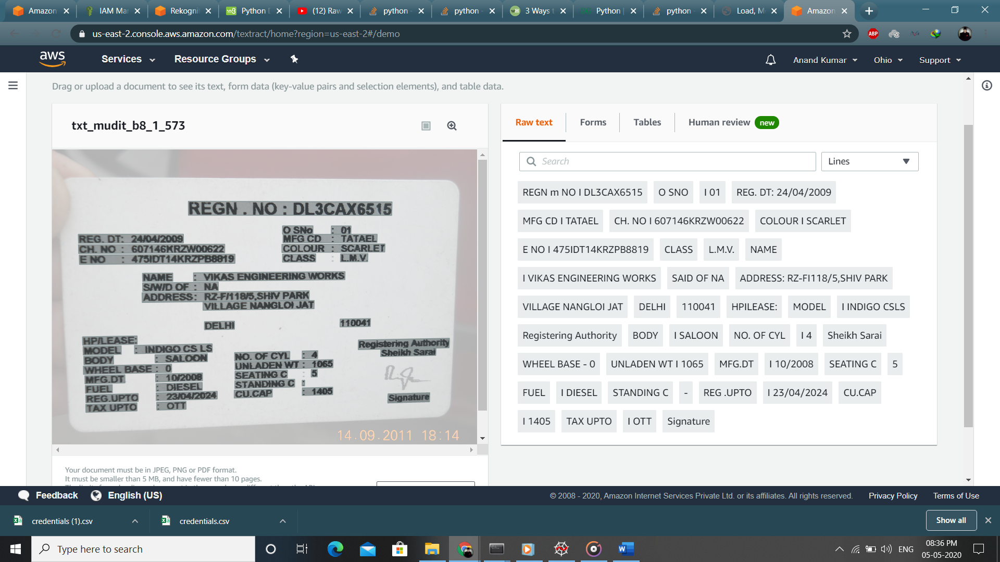 Amazon
IAM Mar
Rekogni
Python D
(12) Raw
python -
python -
3 Ways t
Python |
python -
Load, M
Amazon
us-east-2.console.aws.amazon.com/textract/home?region=us-east-2#/demo
ABP
aws Services Resource Groups Anand Kumar Ohio Support
Drag or upload a document to see its text, form data (key-value pairs and selection elements), and table data.
txt_mudit_b8_1_573
REGN . NO : DL3CAX6515
O SNo : 01
REG. DT: 24/04/2009 MFG CD : TATAEL
CH. NO : 607146KRZW00622 COLOUR : SCARLET
E NO : 475IDT14KRZPB8819 CLASS : L.M.V.
NAME : VIKAS ENGINEERING WORKS
S/W/D OF : NA
ADDRESS: RZ-F/118/5,SHIV PARK
VILLAGE NANGLOI JAT
DELHI 110041
HP/LEASE:
Registering Authority
Sheikh Sarai
MODEL : INDIGO CS LS
BODY : SALOON NO. OF CYL : 4
WHEEL BASE : 0 UNLADEN WT : 1065
MFG.DT : 10/2008 SEATING C : 5
FUEL : DIESEL STANDING C :
REG.UPTO : 23/04/2024 CU.CAP : 1405
TAX UPTO : OTT
Signature
14.09.2011 18:14
Your document must be in JPEG, PNG or PDF format.
It must be smaller than 5 MB, and have fewer than 10 pages.
Raw text Forms Tables Human review new
Search Lines
REGN m NO I DL3CAX6515 O SNO I 01 REG. DT: 24/04/2009
MFG CD I TATAEL CH. NO I 607146KRZW00622 COLOUR I SCARLET
E NO I 475IDT14KRZPB8819 CLASS L.M.V. NAME
I VIKAS ENGINEERING WORKS SAID OF NA ADDRESS: RZ-FI118/5,SHIV PARK
VILLAGE NANGLOI JAT DELHI 110041 HPILEASE: MODEL I INDIGO CSLS
Registering Authority BODY I SALOON NO. OF CYL I 4 Sheikh Sarai
WHEEL BASE - 0 UNLADEN WT I 1065 MFG.DT I 10/2008 SEATING C 5
FUEL I DIESEL STANDING C - REG .UPTO I 23/04/2024 CU.CAP
I 1405 TAX UPTO I OTT Signature
Feedback English (US) © 2008 - 2020, Amazon Internet Services Private Ltd. or its affiliates. All rights reserved. Privacy Policy Terms of Use
credentials (1).csv credentials.csv Show all
Type here to search ENG 08:36 PM
05-05-2020